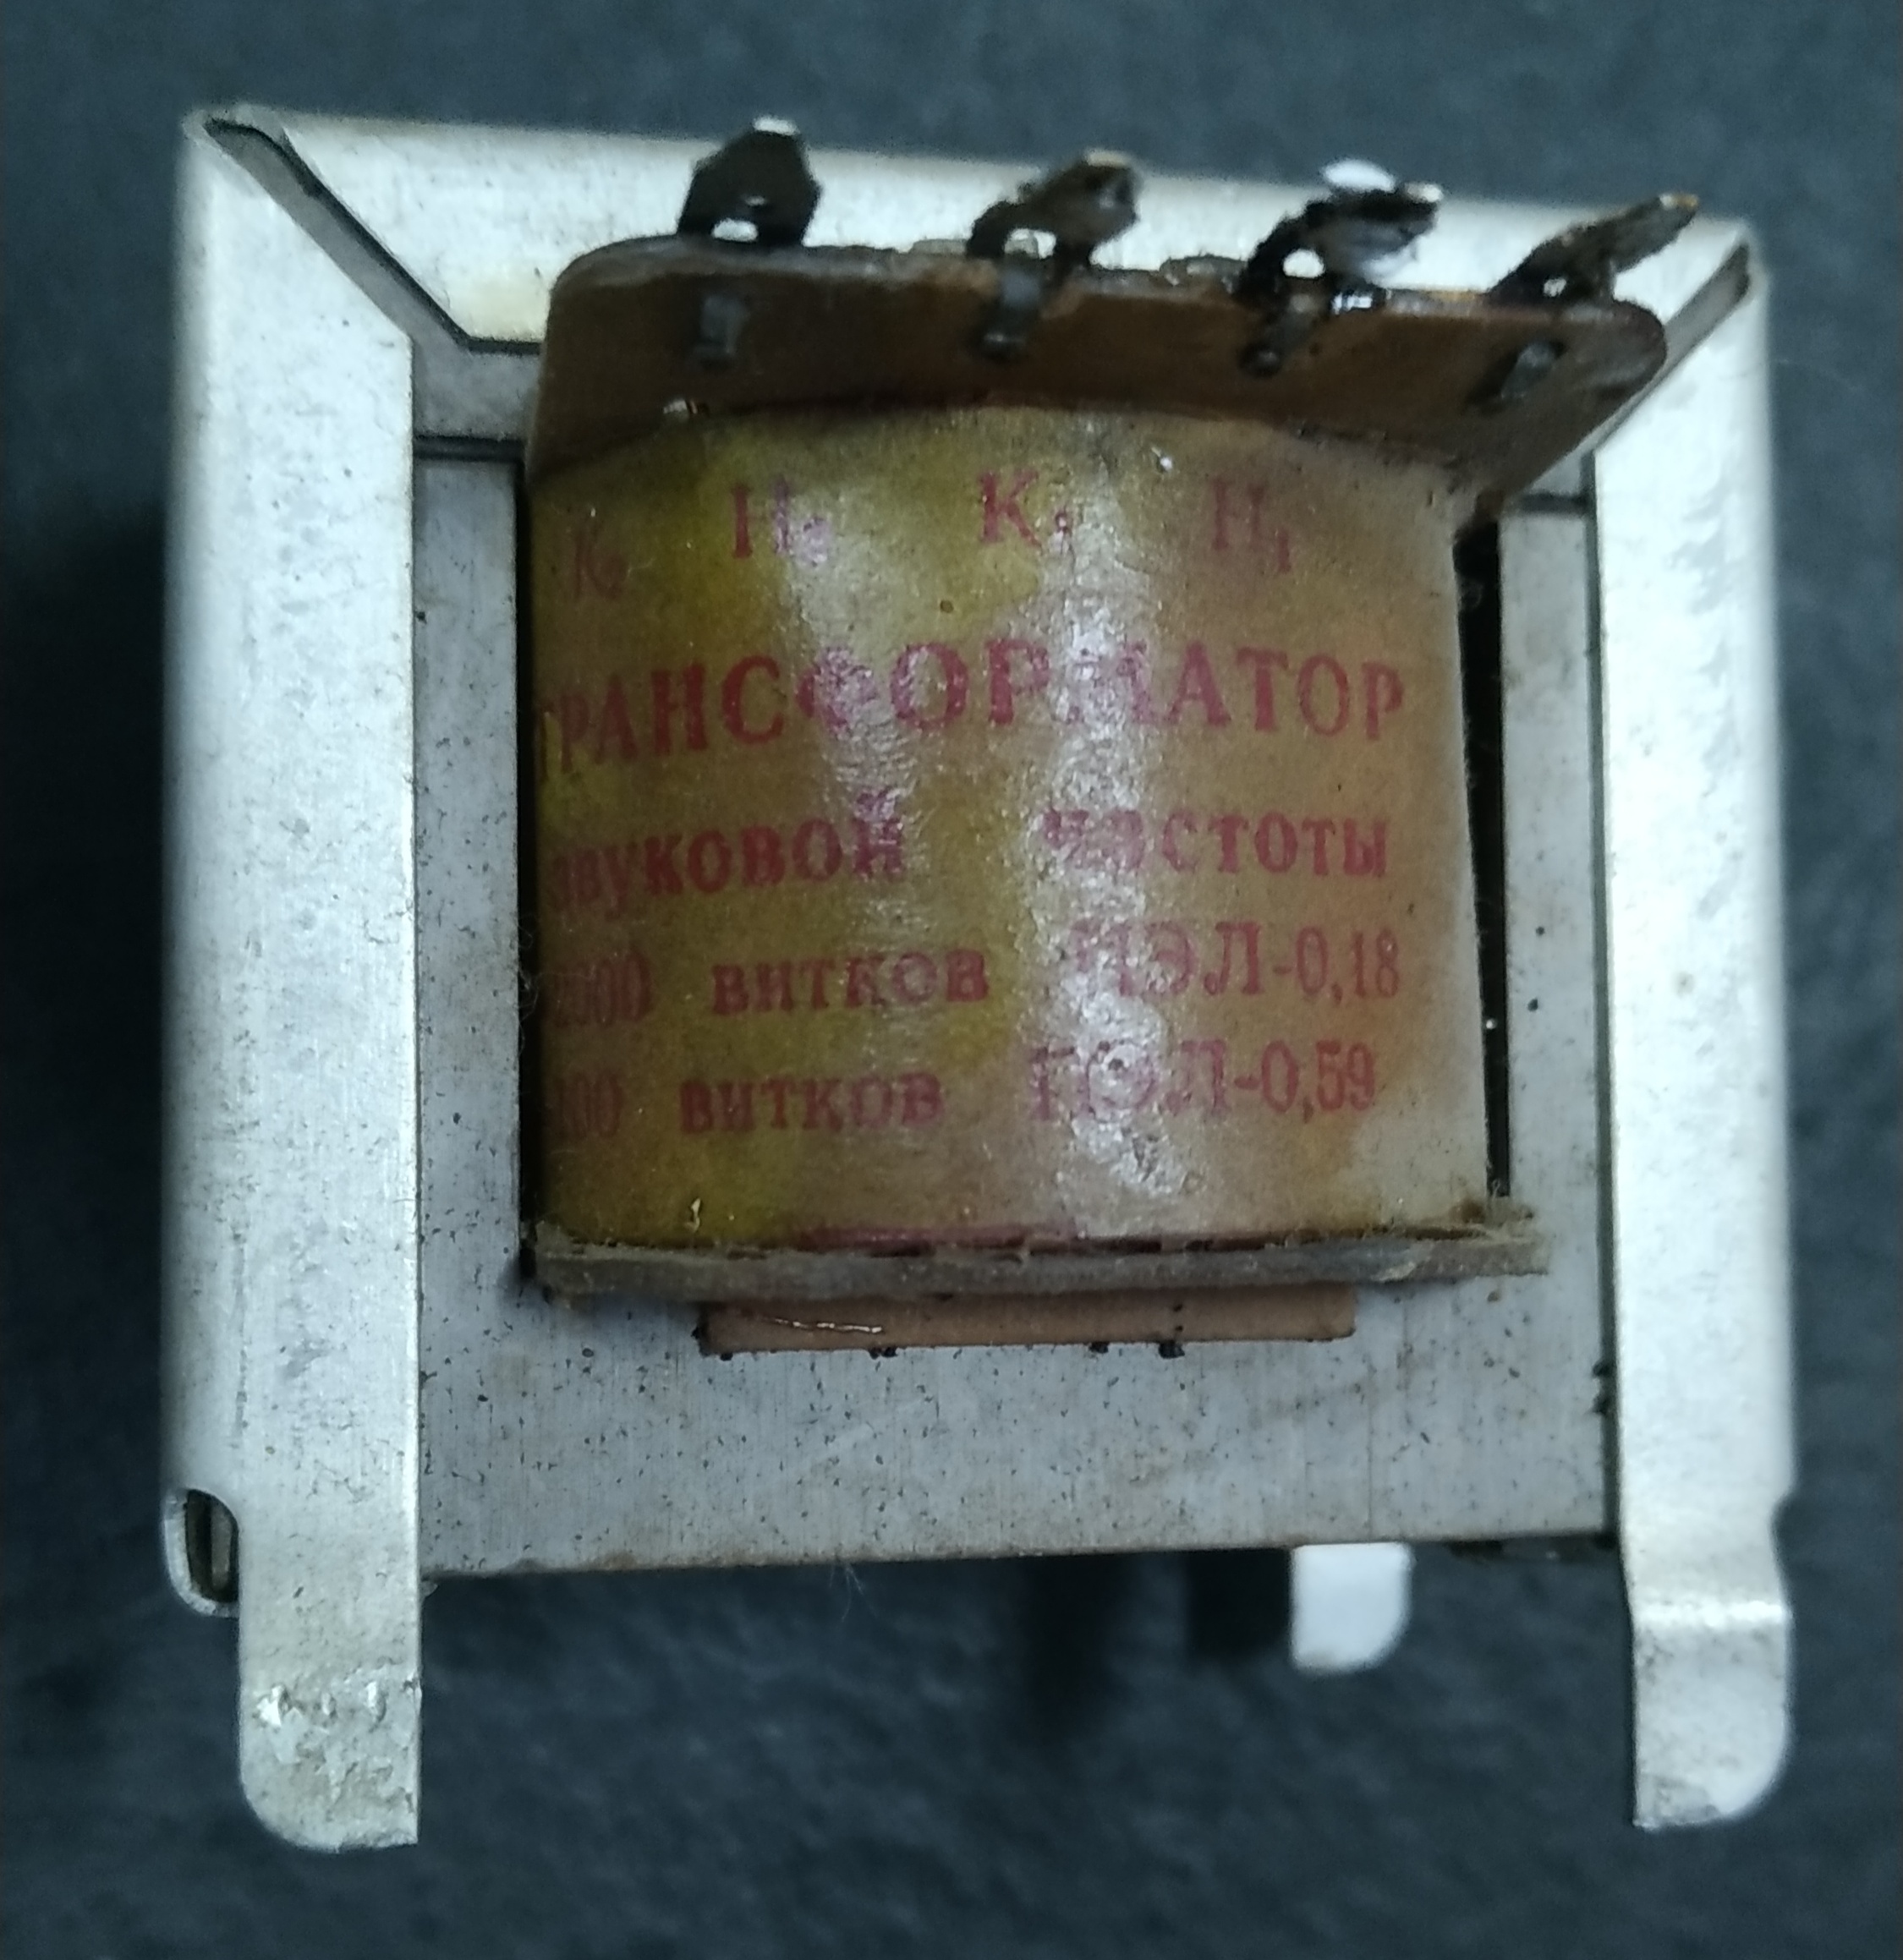 К₂ Н₂ К₁ Н₁
ТРАНСФОРМАТОР
звуковой частоты
витков ПЭЛ-0,18
витков ПЭЛ-0,59